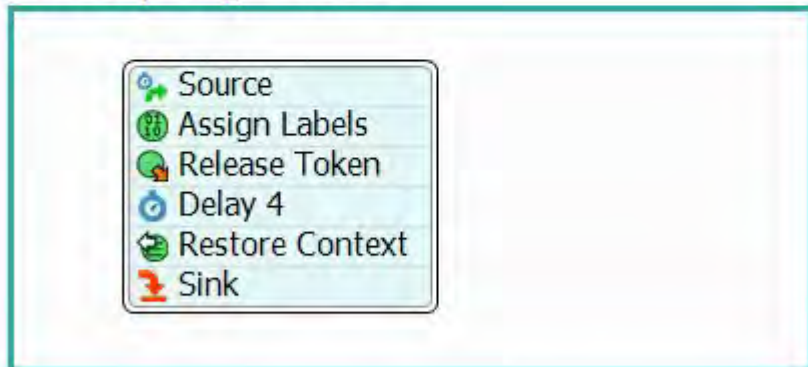 Source
Assign Labels
Release Token
Delay 4
Restore Context
Sink